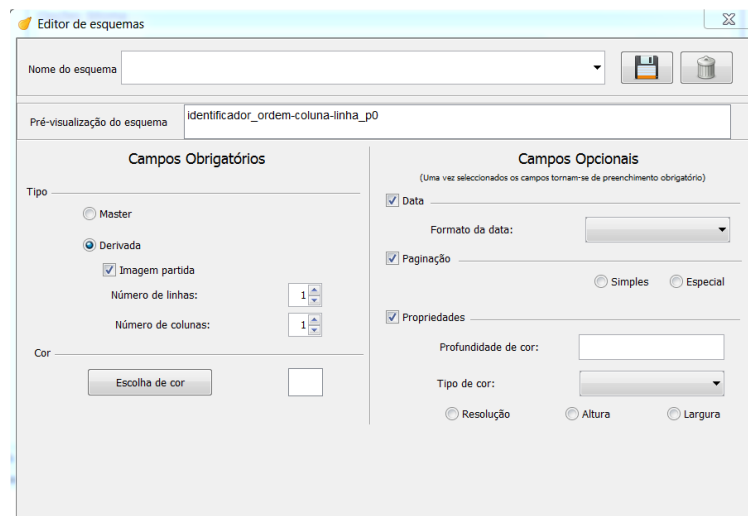 Editor de esquemas
Nome do esquema
Pré-visualização do esquema
identificador_ordem-coluna-linha_p0
Campos Obrigatórios
Tipo
Master
Derivada
Imagem partida
Número de linhas:
1
Número de colunas:
1
Cor
Escolha de cor
Campos Opcionais
(Uma vez seleccionados os campos tornam-se de preenchimento obrigatório)
Data
Formato da data:
Paginação
Simples
Especial
Propriedades
Profundidade de cor:
Tipo de cor:
Resolução
Altura
Largura